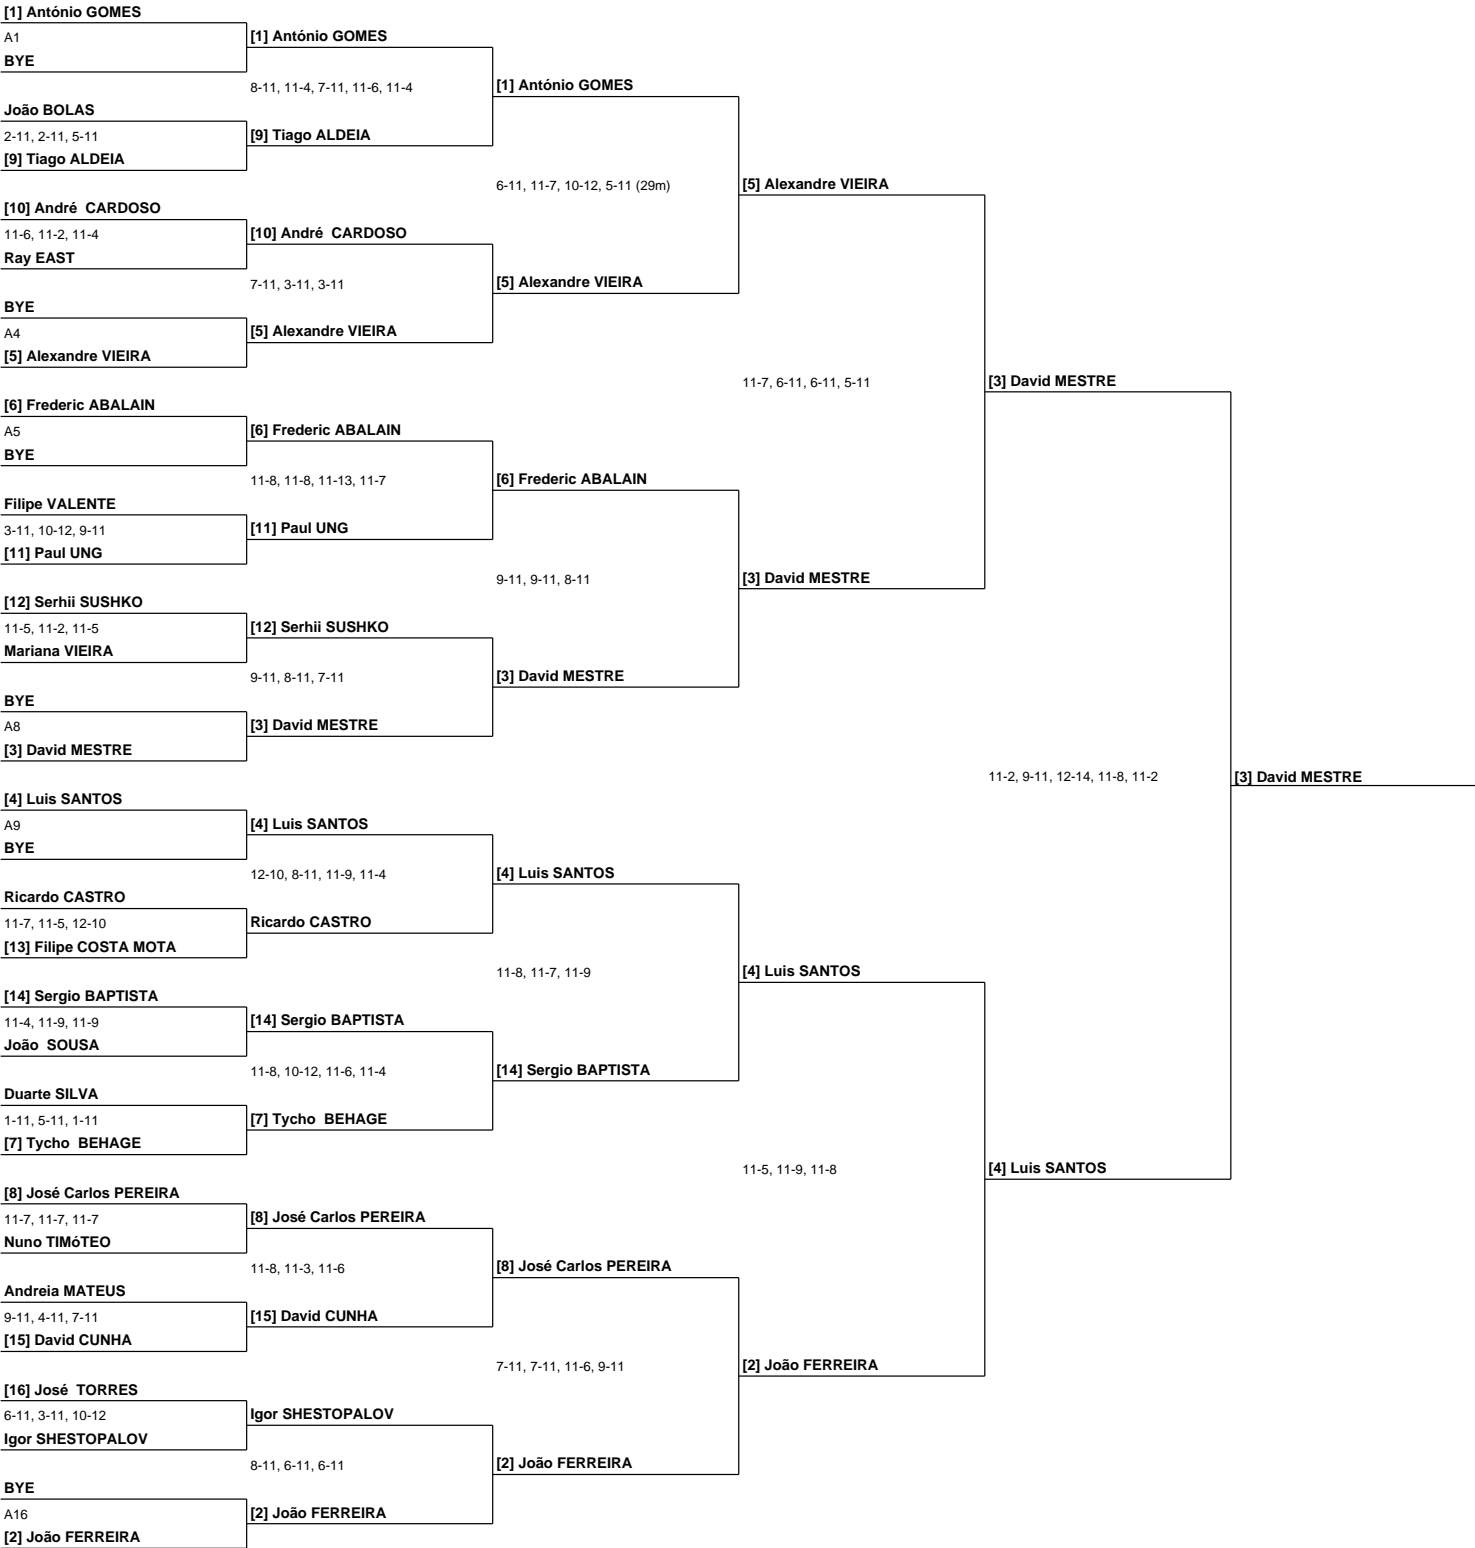 [1] António GOMES
A1
BYE
João BOLAS
2-11, 2-11, 5-11
[9] Tiago ALDEIA
[10] André  CARDOSO
11-6, 11-2, 11-4
Ray EAST
BYE
A4
[5] Alexandre VIEIRA
[6] Frederic ABALAIN
A5
BYE
Filipe VALENTE
3-11, 10-12, 9-11
[11] Paul UNG
[12] Serhii SUSHKO
11-5, 11-2, 11-5
Mariana VIEIRA
BYE
A8
[3] David MESTRE
[4] Luis SANTOS
A9
BYE
Ricardo CASTRO
11-7, 11-5, 12-10
[13] Filipe COSTA MOTA
[14] Sergio BAPTISTA
11-4, 11-9, 11-9
João  SOUSA
Duarte SILVA
1-11, 5-11, 1-11
[7] Tycho  BEHAGE
[8] José Carlos PEREIRA
11-7, 11-7, 11-7
Nuno TIMóTEO
Andreia MATEUS
9-11, 4-11, 7-11
[15] David CUNHA
[16] José  TORRES
6-11, 3-11, 10-12
Igor SHESTOPALOV
BYE
A16
[2] João FERREIRA
[1] António GOMES
8-11, 11-4, 7-11, 11-6, 11-4
[9] Tiago ALDEIA
[10] André  CARDOSO
7-11, 3-11, 3-11
[5] Alexandre VIEIRA
[6] Frederic ABALAIN
11-8, 11-8, 11-13, 11-7
[11] Paul UNG
[12] Serhii SUSHKO
9-11, 8-11, 7-11
[3] David MESTRE
[4] Luis SANTOS
12-10, 8-11, 11-9, 11-4
Ricardo CASTRO
[14] Sergio BAPTISTA
11-8, 10-12, 11-6, 11-4
[7] Tycho  BEHAGE
[8] José Carlos PEREIRA
11-8, 11-3, 11-6
[15] David CUNHA
Igor SHESTOPALOV
8-11, 6-11, 6-11
[2] João FERREIRA
[1] António GOMES
6-11, 11-7, 10-12, 5-11 (29m)
[5] Alexandre VIEIRA
[6] Frederic ABALAIN
9-11, 9-11, 8-11
[3] David MESTRE
[4] Luis SANTOS
11-8, 11-7, 11-9
[14] Sergio BAPTISTA
[8] José Carlos PEREIRA
7-11, 7-11, 11-6, 9-11
[2] João FERREIRA
[5] Alexandre VIEIRA
11-7, 6-11, 6-11, 5-11
[3] David MESTRE
[4] Luis SANTOS
11-5, 11-9, 11-8
[2] João FERREIRA
[3] David MESTRE
11-2, 9-11, 12-14, 11-8, 11-2
[4] Luis SANTOS
[3] David MESTRE